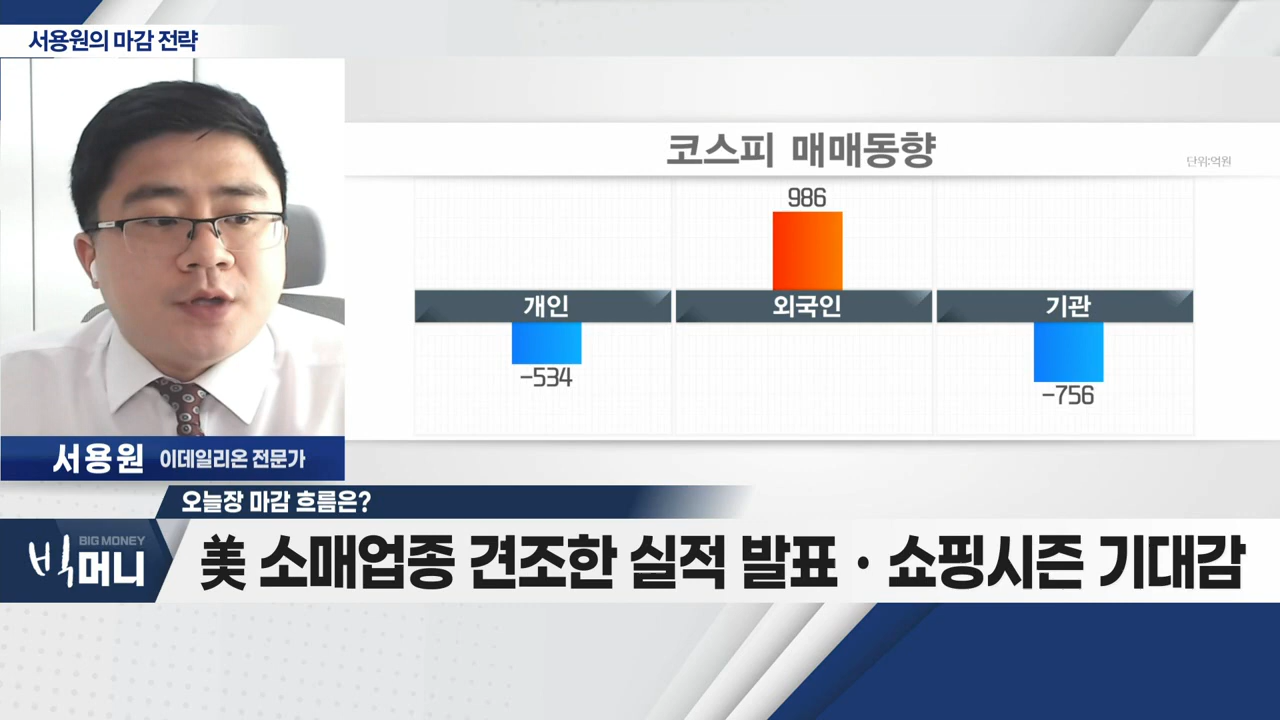 서용원의 마감 전략
코스피 매매동향
단위:억원
986
개인
외국인
기관
-534
-756
서용원 이데일리온 전문가
오늘장 마감 흐름은?
BIG MONEY
빅머니
美 소매업종 견조한 실적 발표·쇼핑시즌 기대감